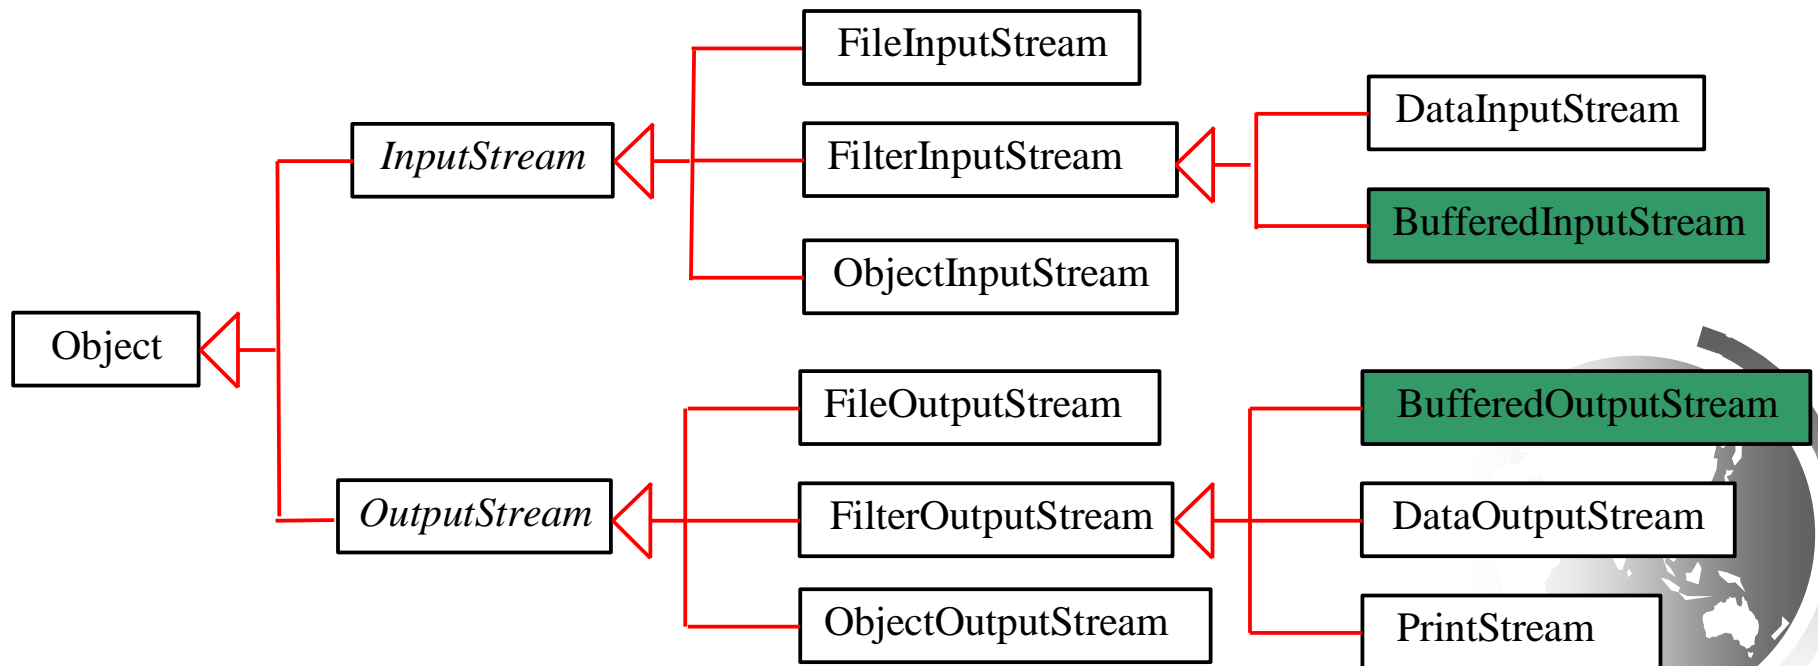 FileInputStream
DataInputStream
InputStream
FilterInputStream
BufferedInputStream
ObjectInputStream
Object
FileOutputStream
BufferedOutputStream
OutputStream
FilterOutputStream
DataOutputStream
ObjectOutputStream
PrintStream